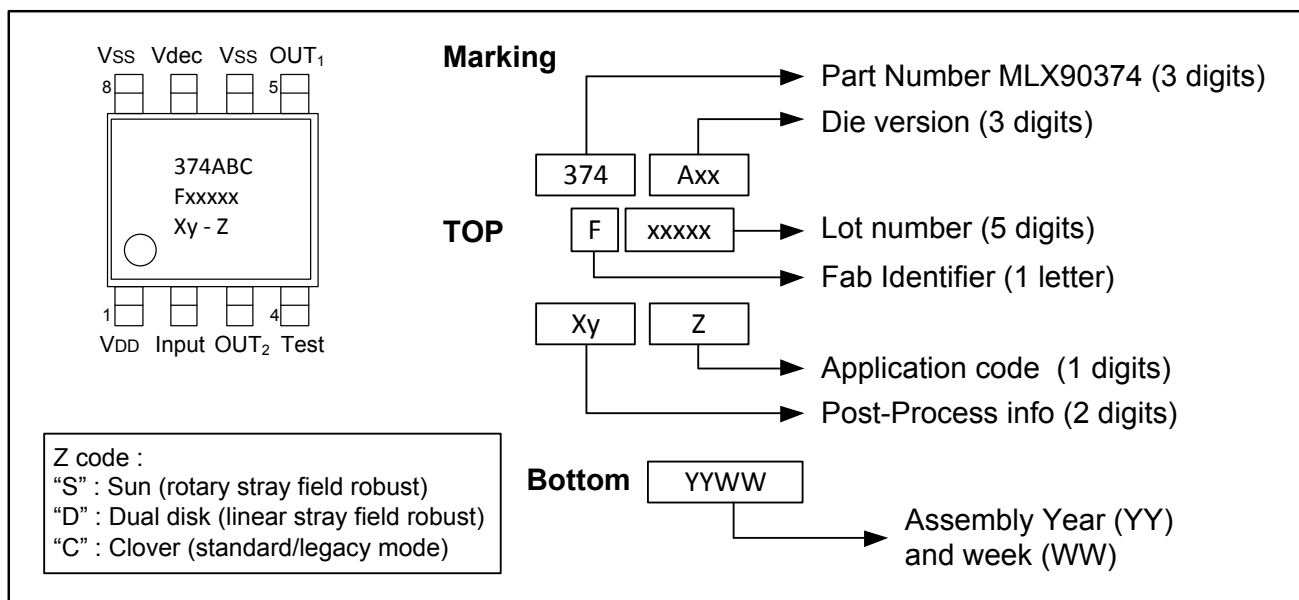 VSS Vdec VSS OUT1
8 5
374ABC
Fxxxxx
Xy - Z
1 4
VDD Input OUT2 Test
Z code :
“S” : Sun (rotary stray field robust)
“D” : Dual disk (linear stray field robust)
“C” : Clover (standard/legacy mode)
Marking
Part Number MLX90374 (3 digits)
Die version (3 digits)
374 Axx
TOP
F xxxxx
Lot number (5 digits)
Fab Identifier (1 letter)
Xy Z
Application code (1 digits)
Post-Process info (2 digits)
Bottom
YYWW
Assembly Year (YY)
and week (WW)